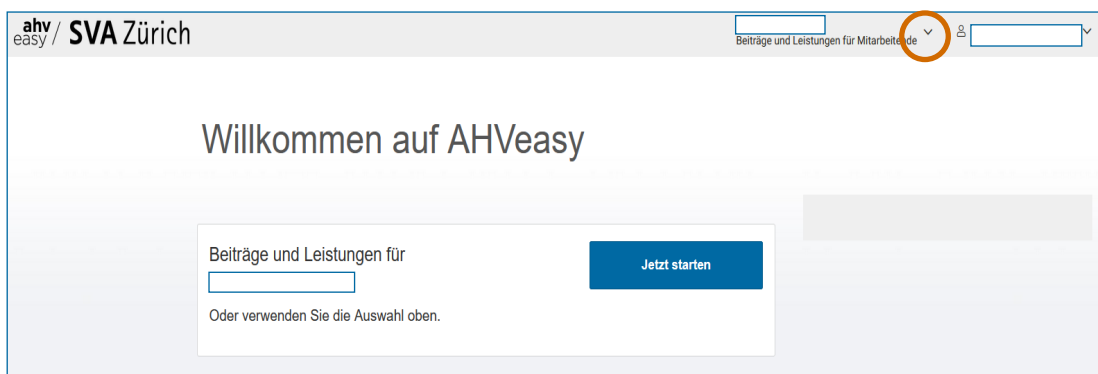 ahv easy / SVA Zürich
Beiträge und Leistungen für Mitarbeitende
Willkommen auf AHVeasy
Beiträge und Leistungen für
Jetzt starten
Oder verwenden Sie die Auswahl oben.